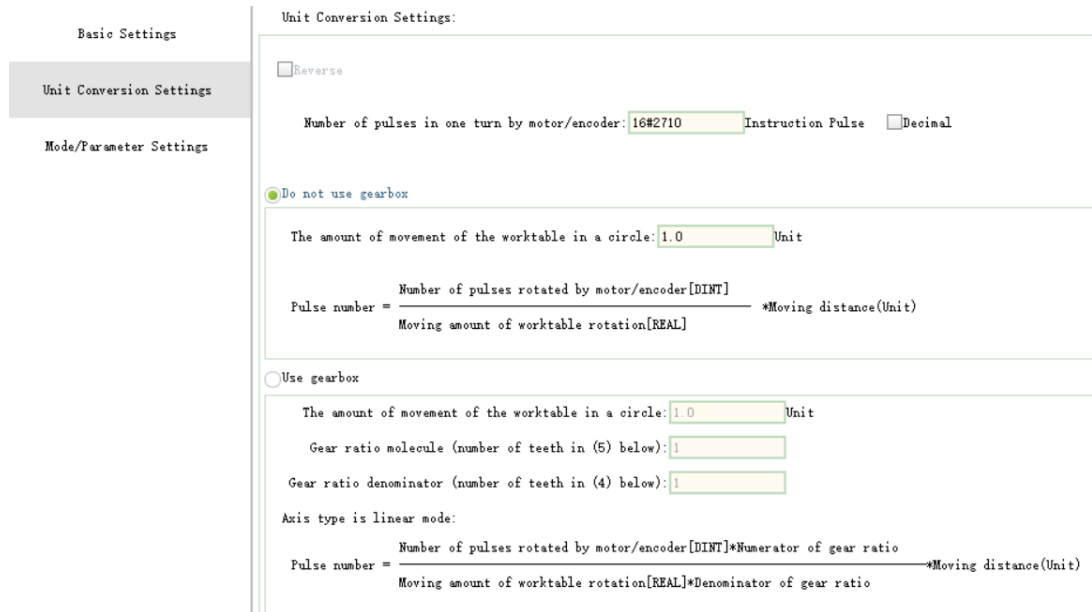 Basic Settings
Unit Conversion Settings
Mode/Parameter Settings
Unit Conversion Settings:
Reverse
Number of pulses in one turn by motor/encoder: 16#2710 Instruction Pulse Decimal
Do not use gearbox
The amount of movement of the worktable in a circle: 1.0 Unit
Number of pulses rotated by motor/encoder[DINT]
Pulse number = *Moving distance(Unit)
Moving amount of worktable rotation[REAL]
Use gearbox
The amount of movement of the worktable in a circle: 1.0 Unit
Gear ratio molecule (number of teeth in (5) below): 1
Gear ratio denominator (number of teeth in (4) below): 1
Axis type is linear mode:
Number of pulses rotated by motor/encoder[DINT]*Numerator of gear ratio
Pulse number = *Moving distance(Unit)
Moving amount of worktable rotation[REAL]*Denominator of gear ratio